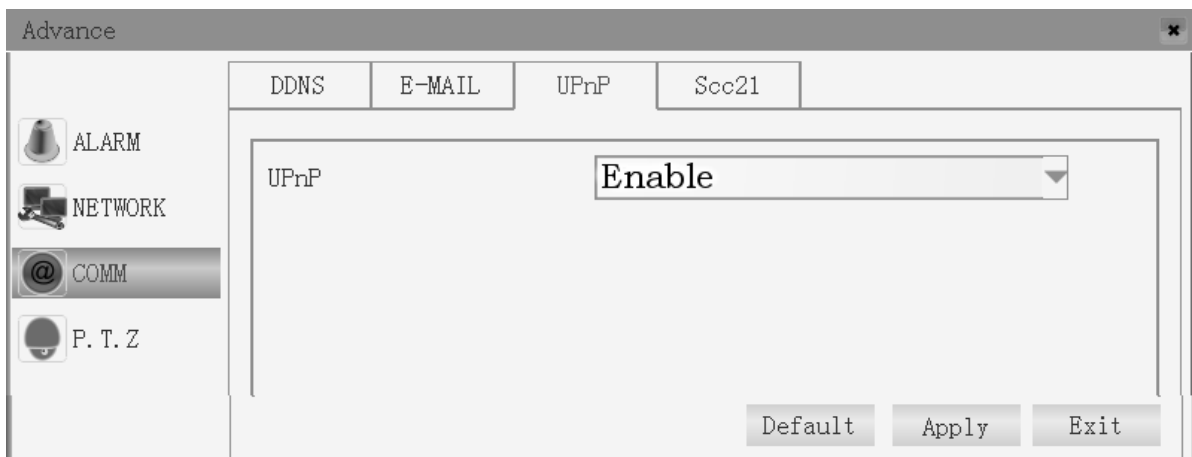 Advance
DDNS E-MAIL UPnP Scc21
ALARM
NETWORK
COMM
P.T.Z
UPnP Enable
Default Apply Exit